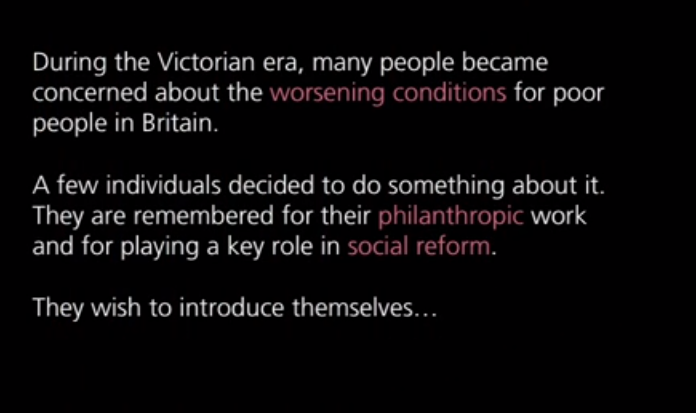 During the Victorian era, many people became
concerned about the worsening conditions for poor
people in Britain.
A few individuals decided to do something about it.
They are remembered for their philanthropic work
and for playing a key role in social reform.
They wish to introduce themselves…